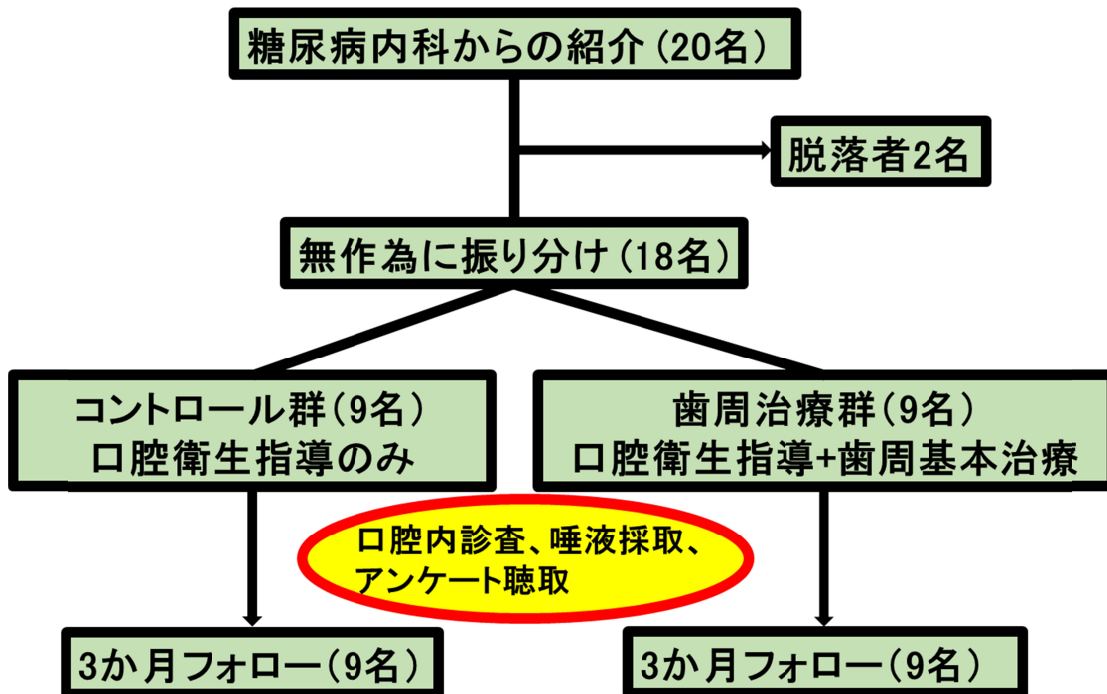 糖尿病内科からの紹介(20名)
脱落者2名
無作為に振り分け(18名)
コントロール群(9名)
口腔衛生指導のみ
歯周治療群(9名)
口腔衛生指導+歯周基本治療
口腔内診査、唾液採取、
アンケート聴取
3か月フォロー(9名)
3か月フォロー(9名)